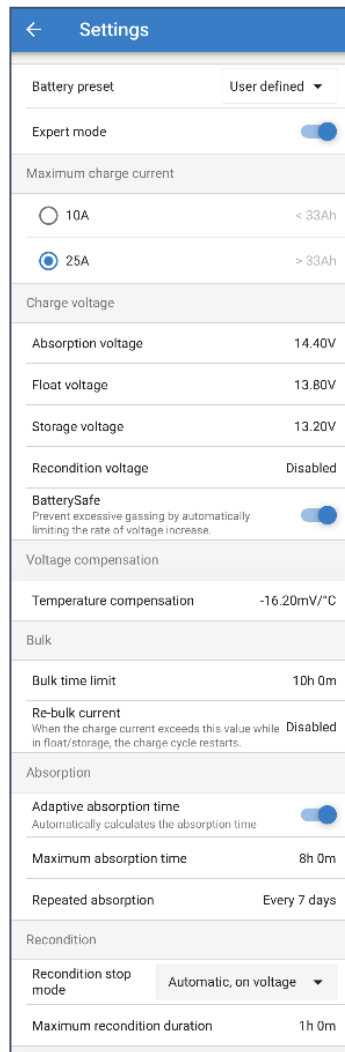 Settings
Battery preset User defined
Expert mode
Maximum charge current
10A < 33Ah
25A > 33Ah
Charge voltage
Absorption voltage 14.40V
Float voltage 13.80V
Storage voltage 13.20V
Recondition voltage Disabled
BatterySafe
Prevent excessive gassing by automatically
limiting the rate of voltage increase.
Voltage compensation
Temperature compensation -16.20mV/°C
Bulk
Bulk time limit 10h 0m
Re-bulk current
When the charge current exceeds this value while Disabled
in float/storage, the charge cycle restarts.
Absorption
Adaptive absorption time
Automatically calculates the absorption time
Maximum absorption time 8h 0m
Repeated absorption Every 7 days
Recondition
Recondition stop
mode Automatic, on voltage
Maximum recondition duration 1h 0m